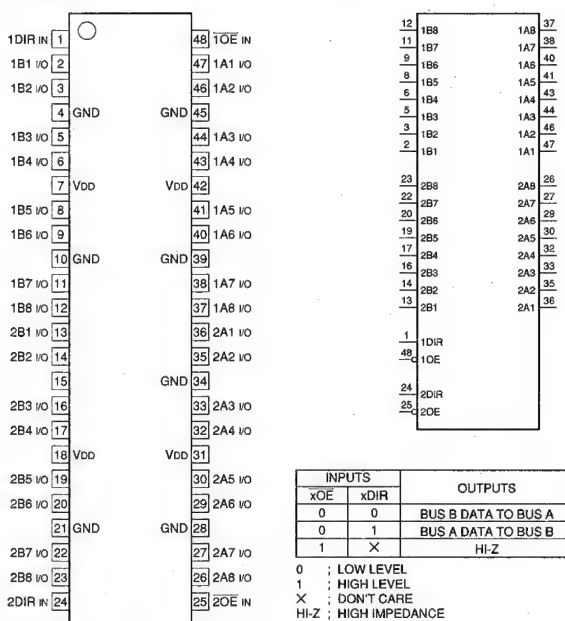 1DIR IN 1 48 1OE IN
1B1 I/O 2 47 1A1 I/O
1B2 I/O 3 46 1A2 I/O
4 GND GND 45
1B3 I/O 5 44 1A3 I/O
1B4 I/O 6 43 1A4 I/O
7 VDD VDD 42
1B5 I/O 8 41 1A5 I/O
1B6 I/O 9 40 1A6 I/O
10 GND GND 39
1B7 I/O 11 38 1A7 I/O
1B8 I/O 12 37 1A8 I/O
2B1 I/O 13 36 2A1 I/O
2B2 I/O 14 35 2A2 I/O
15 GND 34
2B3 I/O 16 33 2A3 I/O
2B4 I/O 17 32 2A4 I/O
18 VDD VDD 31
2B5 I/O 19 30 2A5 I/O
2B6 I/O 20 29 2A6 I/O
21 GND GND 28
2B7 I/O 22 27 2A7 I/O
2B8 I/O 23 26 2A8 I/O
2DIR IN 24 25 2OE IN
12 1B8 1A8 37
11 1B7 1A7 38
9 1B6 1A6 40
8 1B5 1A5 41
6 1B4 1A4 43
5 1B3 1A3 44
3 1B2 1A2 46
2 1B1 1A1 47
23 2B8 2A8 26
22 2B7 2A7 27
20 2B6 2A6 29
19 2B5 2A5 30
17 2B4 2A4 32
16 2B3 2A3 33
14 2B2 2A2 35
13 2B1 2A1 36
1 1DIR
48 1OE
24 2DIR
25 2OE
INPUTS OUTPUTS
xOE xDIR
0 0 BUS B DATA TO BUS A
0 1 BUS A DATA TO BUS B
1 X HI-Z
0 ; LOW LEVEL
1 ; HIGH LEVEL
X ; DON'T CARE
HI-Z ; HIGH IMPEDANCE